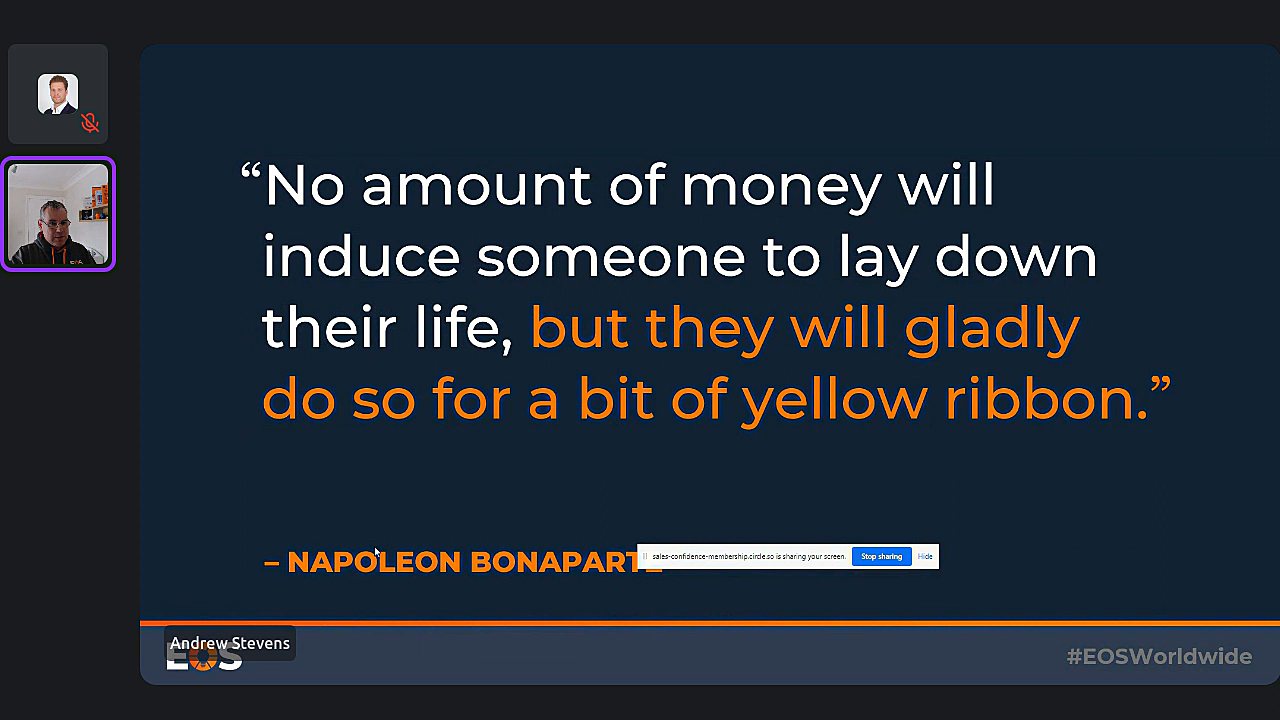 “No amount of money will
induce someone to lay down
their life, but they will gladly
do so for a bit of yellow ribbon.”
– NAPOLEON BONAPARTE
sales-confidence-membership.circle.so is sharing your screen.
Stop sharing
Hide
Andrew Stevens
EOS
#EOSWorldwide